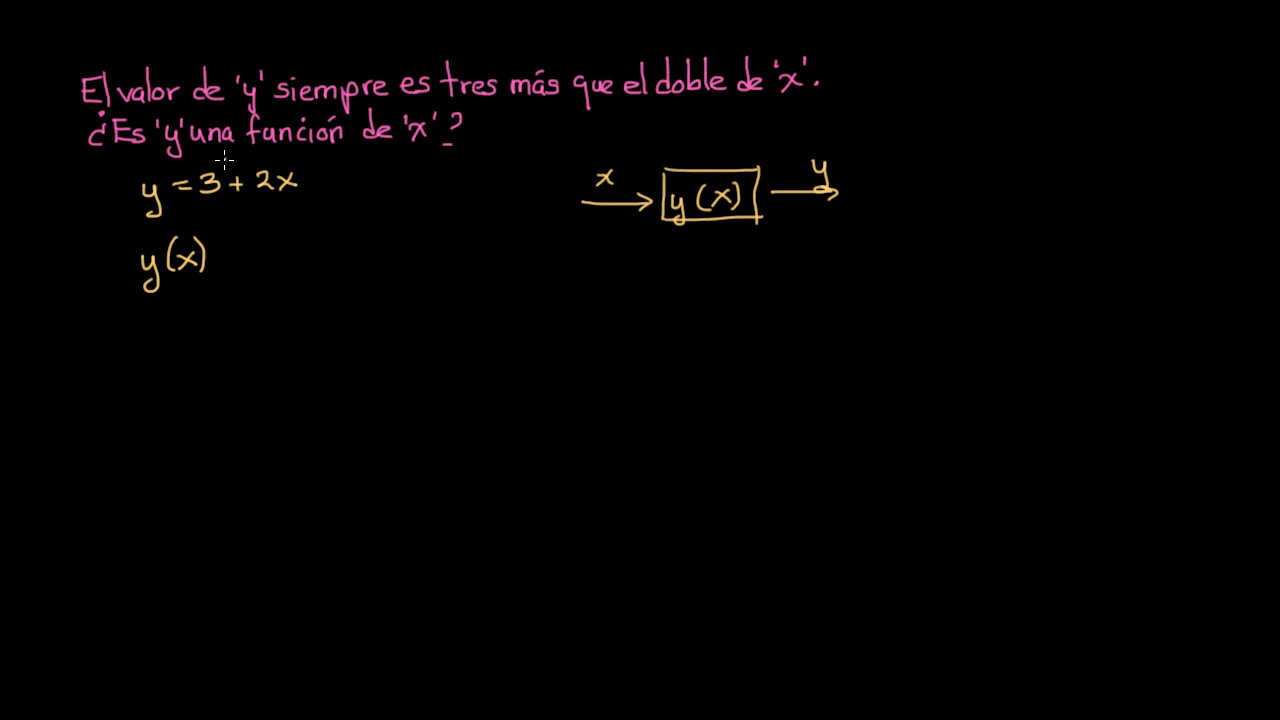 El valor de 'y' siempre es tres más que el doble de 'x'.
¿Es 'y' una función de 'x'?
y = 3 + 2x
x
y(x)
y
y(x)